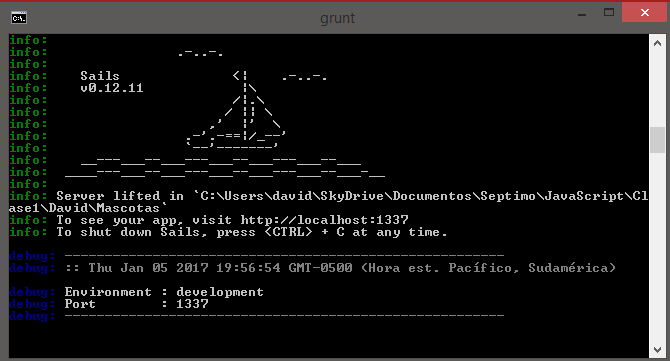 grunt
info:
info:                .-..-.
info:
info:    Sails              <|    .-..-.
info:    v0.12.11            |\
info:                       /|.\
info:                      / || \
info:                    ,'  |'  \
info:                 .-'.-==|/_--'
info:                 `--'-------'
info:    __---___--___---___--___---___--___
info:  ____---___--___---___--___---___--___-__
info:
info: Server lifted in `C:\Users\david\SkyDrive\Documentos\Septimo\JavaScript\Cl
ase1\David\Mascotas`
info: To see your app, visit http://localhost:1337
info: To shut down Sails, press <CTRL> + C at any time.
debug: -------------------------------------------------------
debug: :: Thu Jan 05 2017 19:56:54 GMT-0500 (Hora est. Pacífico, Sudamérica)
debug: Environment : development
debug: Port        : 1337
debug: -------------------------------------------------------